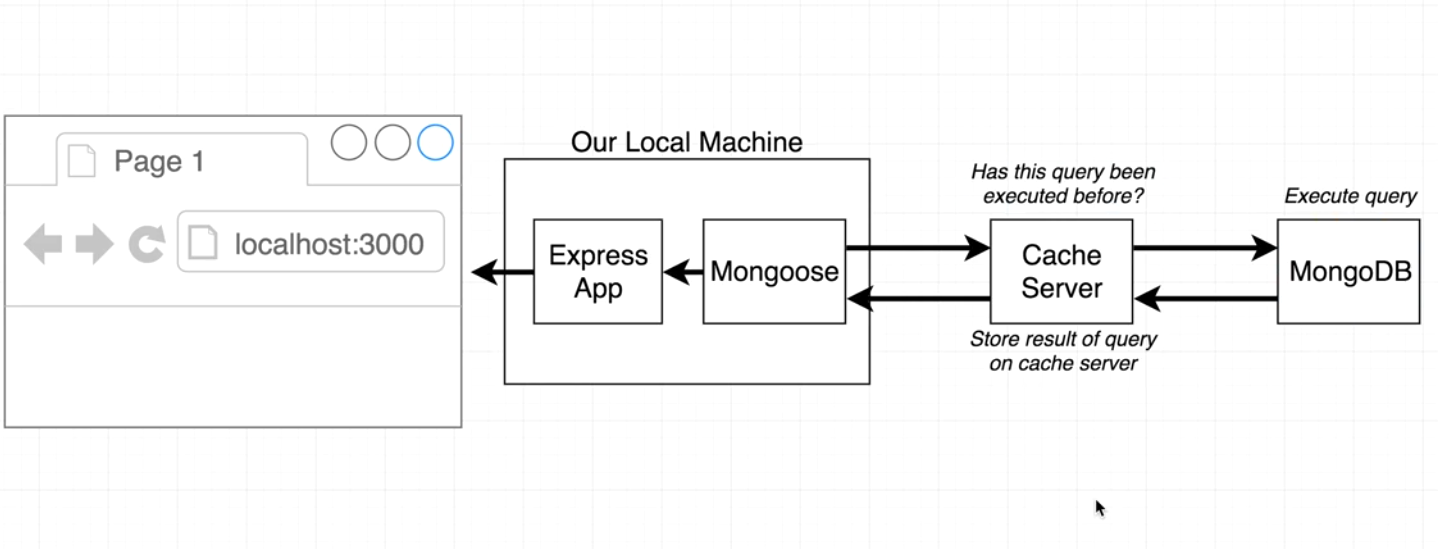 Our Local Machine
Page 1
localhost:3000
Express
App
Mongoose
Has this query been
executed before?
Cache
Server
Store result of query
on cache server
Execute query
MongoDB